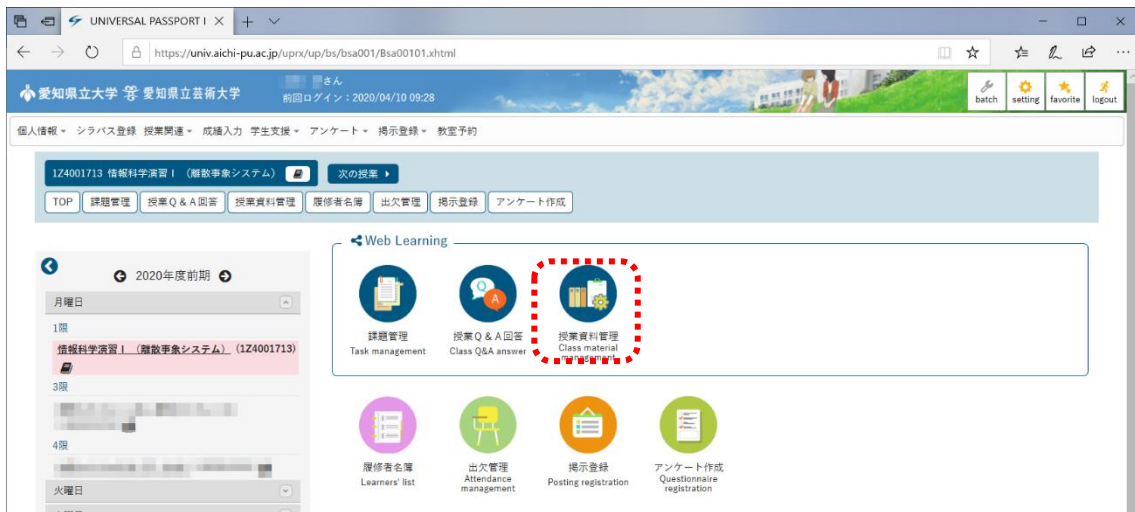 UNIVERSAL PASSPORT I
https://univ.aichi-pu.ac.jp/uprx/up/bs/bsa001/Bsa00101.xhtml
愛知県立大学 愛知県立芸術大学
さん
前回ログイン：2020/04/10 09:28
batch setting favorite logout
個人情報 シラバス登録 授業関連 成績入力 学生支援 アンケート 掲示登録 教室予約
1Z4001713 情報科学演習Ⅰ （離散事象システム） 次の授業
TOP 課題管理 授業Ｑ＆Ａ回答 授業資料管理 履修者名簿 出欠管理 掲示登録 アンケート作成
2020年度前期
月曜日
1限
情報科学演習Ⅰ （離散事象システム） (1Z4001713)
3限
4限
火曜日
Web Learning
Q
A
課題管理
Task management
授業Ｑ＆Ａ回答
Class Q&A answer
授業資料管理
Class material
management
履修者名簿
Learners' list
出欠管理
Attendance
management
掲示登録
Posting registration
アンケート作成
Questionnaire
registration